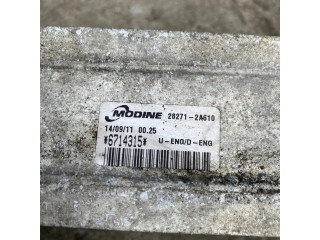 MODINE 28271-2A610
14/09/11 00.25
*6714315* U-ENG/D-ENG